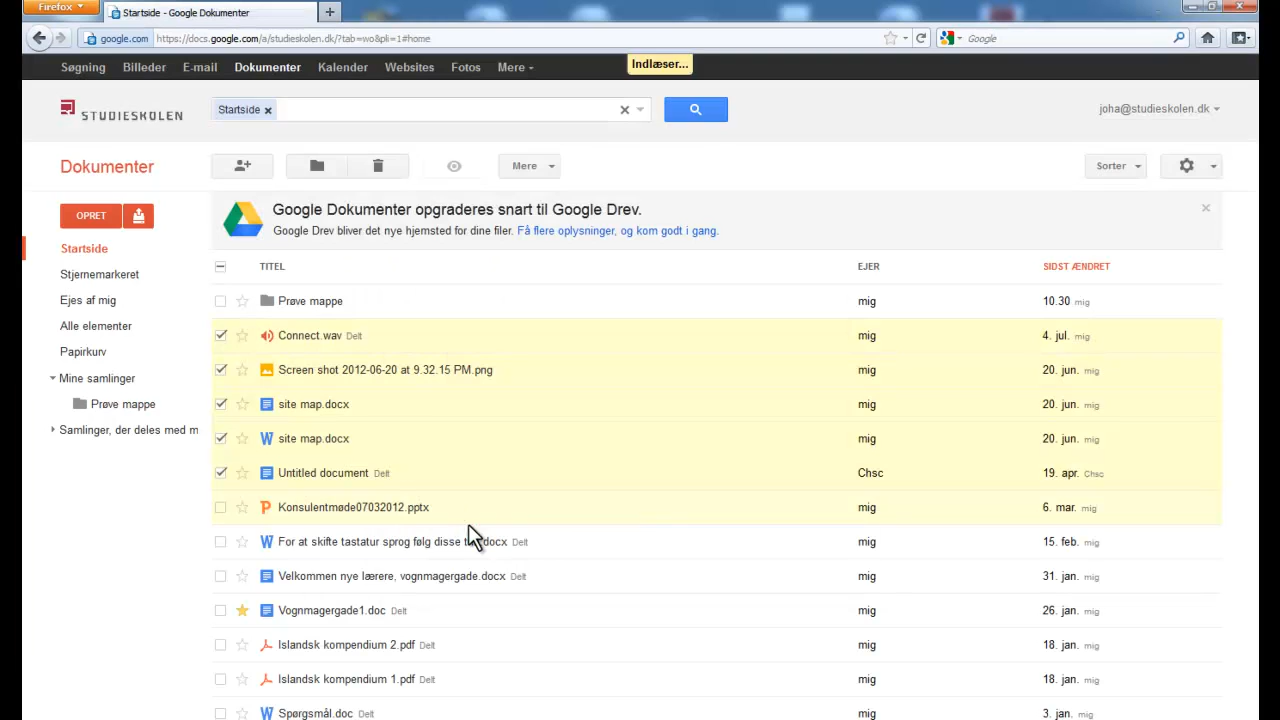 Firefox
Startside - Google Dokumenter
google.com https://docs.google.com/a/studieskolen.dk/?tab=wo&pli=1#home
Google
Søgning Billeder E-mail Dokumenter Kalender Websites Fotos Mere
Indlæser...
STUDIESKOLEN
Startside
joha@studieskolen.dk
Dokumenter
Mere
Sorter
OPRET
Google Dokumenter opgraderes snart til Google Drev.
Google Drev bliver det nye hjemsted for dine filer. Få flere oplysninger, og kom godt i gang.
Startside
Stjernemarkeret
Ejes af mig
Alle elementer
Papirkurv
Mine samlinger
Prøve mappe
Samlinger, der deles med m
TITEL EJER SIDST ÆNDRET
Prøve mappe mig 10.30 mig
Connect.wav Delt mig 4. jul. mig
Screen shot 2012-06-20 at 9.32.15 PM.png mig 20. jun. mig
site map.docx mig 20. jun. mig
site map.docx mig 20. jun. mig
Untitled document Delt Chsc 19. apr. Chsc
Konsulentmøde07032012.pptx mig 6. mar. mig
For at skifte tastatur sprog følg disse docx Delt mig 15. feb. mig
Velkommen nye lærere, vognmagergade.docx Delt mig 31. jan. mig
Vognmagergade1.doc Delt mig 26. jan. mig
Islandsk kompendium 2.pdf Delt mig 18. jan. mig
Islandsk kompendium 1.pdf Delt mig 18. jan. mig
Spørgsmål.doc Delt mig 3. jan. mig